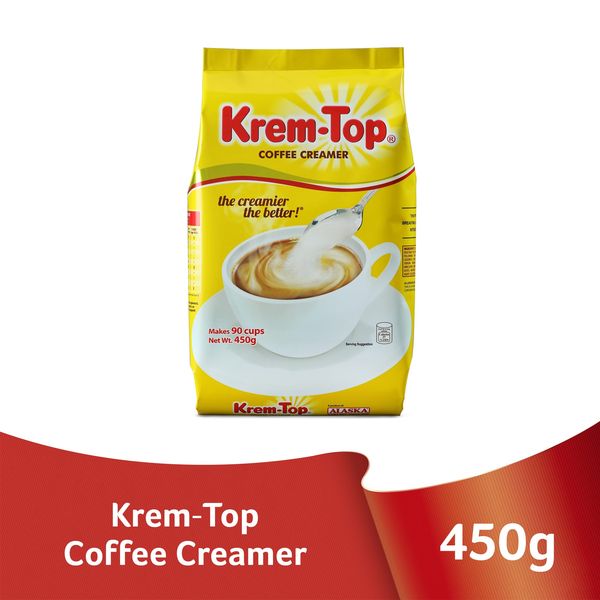 Krem-Top®
COFFEE CREAMER
the creamier
the better!®
Makes 90 cups
Net Wt. 450g
Serving Suggestion
Krem-Top
ALASKA
Krem-Top
Coffee Creamer
450g